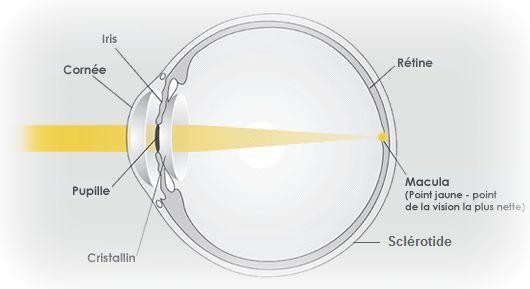 Iris
Cornée
Rétine
Pupille
Macula
(Point jaune - point
de la vision la plus nette)
Sclérotide
Cristallin